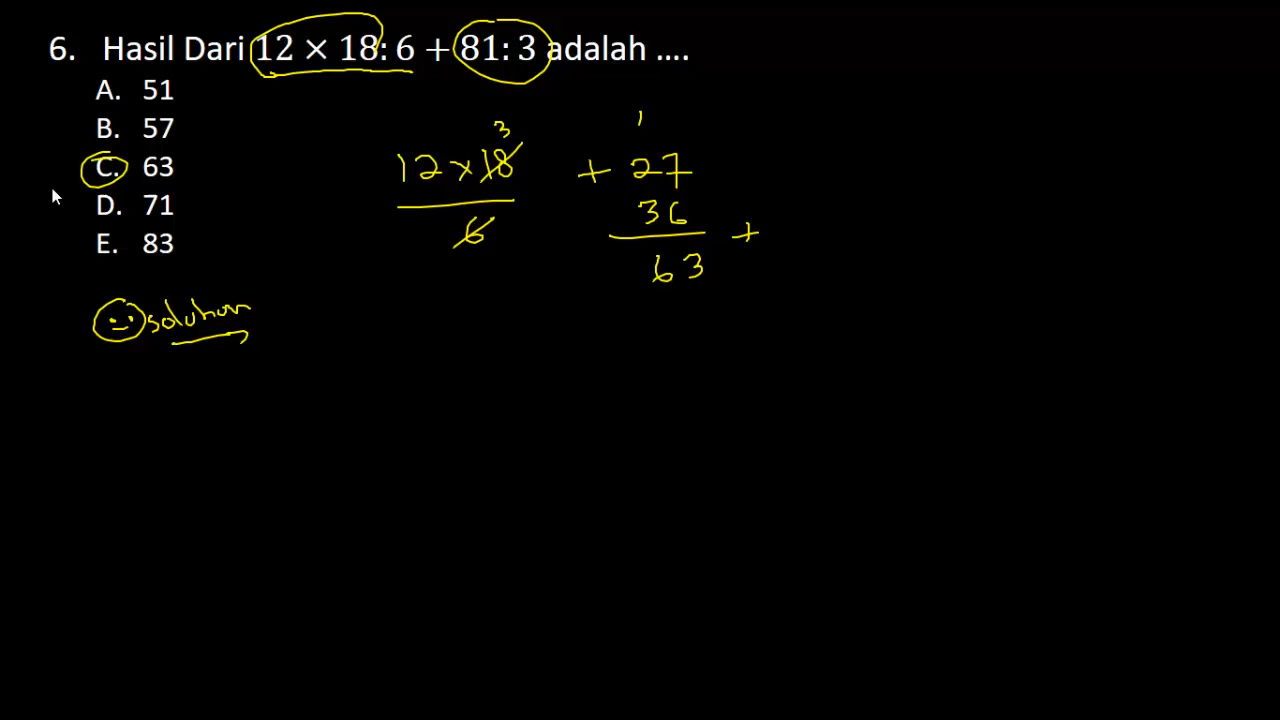 6. Hasil Dari 12 × 18: 6 + 81: 3 adalah ....
A. 51
B. 57
C. 63
D. 71
E. 83
3
12 × 18
6
1
+ 27
36 +
63
solution